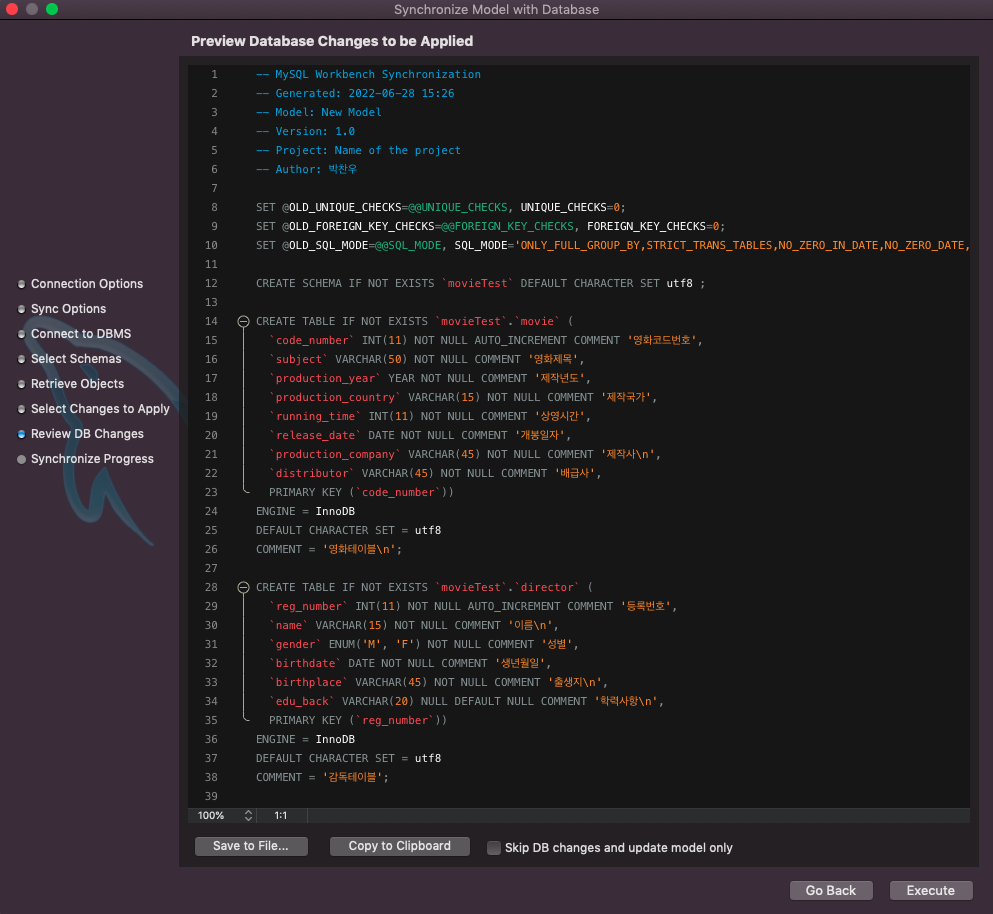 Synchronize Model with Database
Preview Database Changes to be Applied
Connection Options
Sync Options
Connect to DBMS
Select Schemas
Retrieve Objects
Select Changes to Apply
Review DB Changes
Synchronize Progress
1 -- MySQL Workbench Synchronization
2 -- Generated: 2022-06-28 15:26
3 -- Model: New Model
4 -- Version: 1.0
5 -- Project: Name of the project
6 -- Author: 박찬우
7
8 SET @OLD_UNIQUE_CHECKS=@@UNIQUE_CHECKS, UNIQUE_CHECKS=0;
9 SET @OLD_FOREIGN_KEY_CHECKS=@@FOREIGN_KEY_CHECKS, FOREIGN_KEY_CHECKS=0;
10 SET @OLD_SQL_MODE=@@SQL_MODE, SQL_MODE='ONLY_FULL_GROUP_BY,STRICT_TRANS_TABLES,NO_ZERO_IN_DATE,NO_ZERO_DATE,
11
12 CREATE SCHEMA IF NOT EXISTS `movieTest` DEFAULT CHARACTER SET utf8 ;
13
14 CREATE TABLE IF NOT EXISTS `movieTest`.`movie` (
15 `code_number` INT(11) NOT NULL AUTO_INCREMENT COMMENT '영화코드번호',
16 `subject` VARCHAR(50) NOT NULL COMMENT '영화제목',
17 `production_year` YEAR NOT NULL COMMENT '제작년도',
18 `production_country` VARCHAR(15) NOT NULL COMMENT '제작국가',
19 `running_time` INT(11) NOT NULL COMMENT '상영시간',
20 `release_date` DATE NOT NULL COMMENT '개봉일자',
21 `production_company` VARCHAR(45) NOT NULL COMMENT '제작사\n',
22 `distributor` VARCHAR(45) NOT NULL COMMENT '배급사',
23 PRIMARY KEY (`code_number`))
24 ENGINE = InnoDB
25 DEFAULT CHARACTER SET = utf8
26 COMMENT = '영화테이블\n';
27
28 CREATE TABLE IF NOT EXISTS `movieTest`.`director` (
29 `reg_number` INT(11) NOT NULL AUTO_INCREMENT COMMENT '등록번호',
30 `name` VARCHAR(15) NOT NULL COMMENT '이름\n',
31 `gender` ENUM('M', 'F') NOT NULL COMMENT '성별',
32 `birthdate` DATE NOT NULL COMMENT '생년월일',
33 `birthplace` VARCHAR(45) NOT NULL COMMENT '출생지\n',
34 `edu_back` VARCHAR(20) NULL DEFAULT NULL COMMENT '학력사항\n',
35 PRIMARY KEY (`reg_number`))
36 ENGINE = InnoDB
37 DEFAULT CHARACTER SET = utf8
38 COMMENT = '감독테이블';
39
100% 1:1
Save to File... Copy to Clipboard Skip DB changes and update model only
Go Back Execute